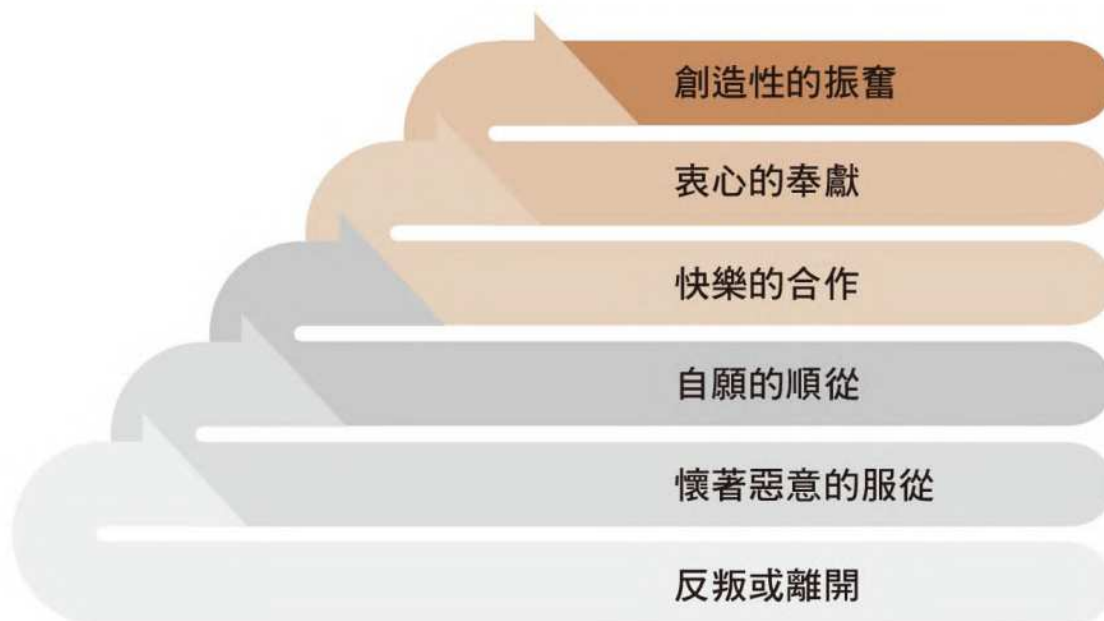 創造性的振奮
衷心的奉獻
快樂的合作
自願的順從
懷著惡意的服從
反叛或離開